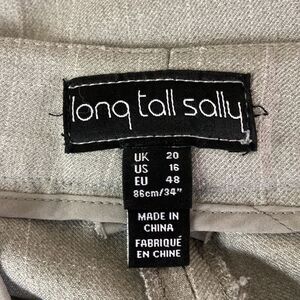 long tall sally
UK 20
US 16
EU 48
86cm/34"
MADE IN
CHINA
FABRIQUÉ
EN CHINE